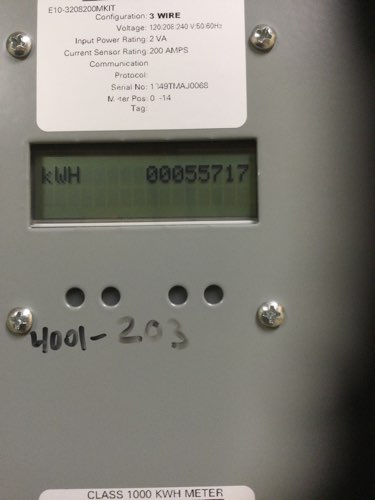 E10-3208200MKIT
Configuration: 3 WIRE
Voltage: 120/208:240 V:50:60Hz
Input Power Rating: 2 VA
Current Sensor Rating: 200 AMPS
Communication:
Protocol:
Serial No:
Meter Pos:
Tag:
kWH 00055717
4001-203
CLASS 1000 KWH METER